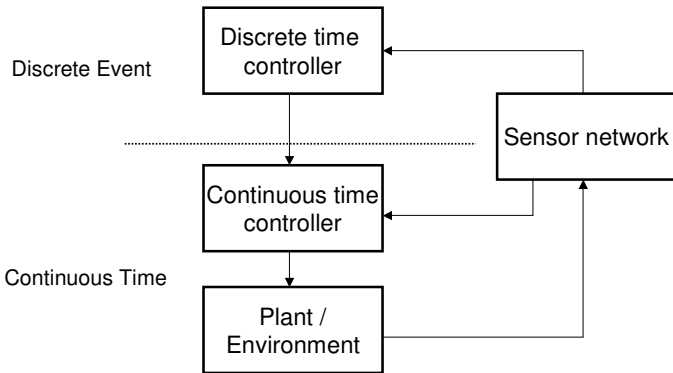 Discrete time
controller
Discrete Event
Sensor network
Continuous time
controller
Continuous Time
Plant /
Environment